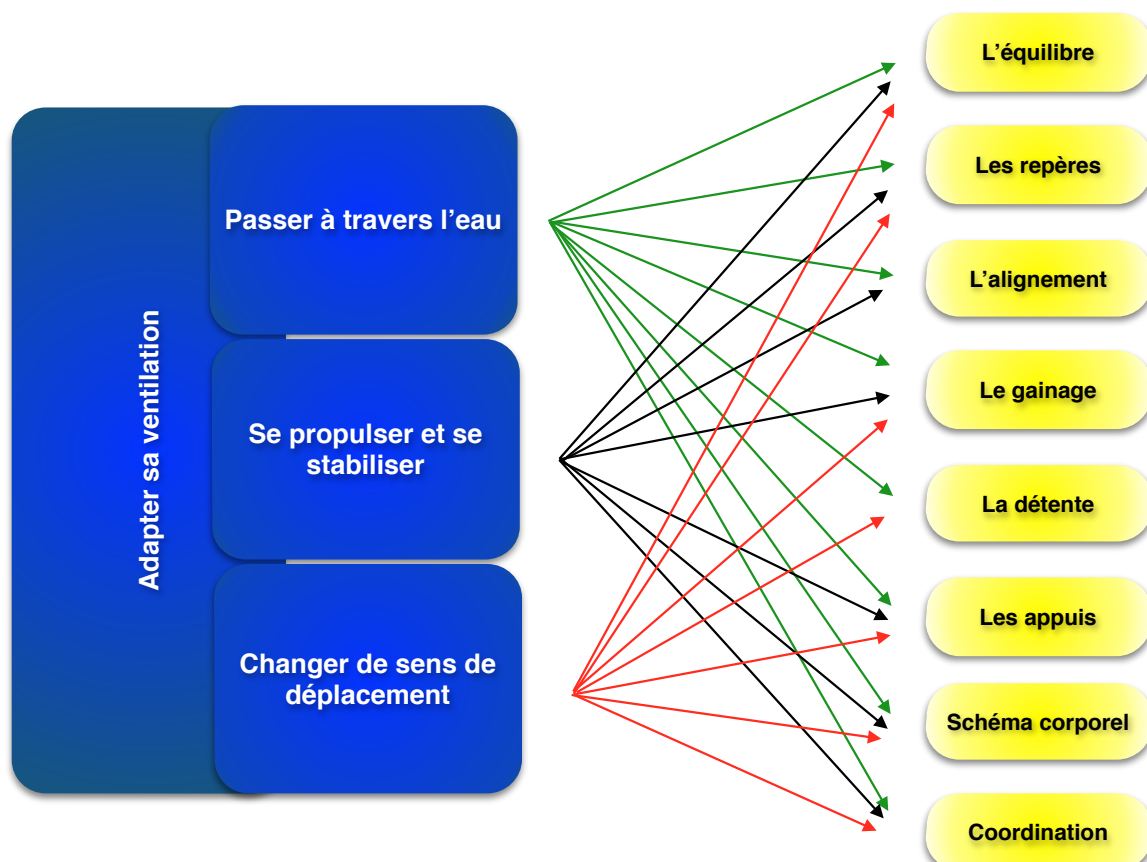 Adapter sa ventilation
Passer à travers l’eau
Se propulser et se
stabiliser
Changer de sens de
déplacement
L’équilibre
Les repères
L’alignement
Le gainage
La détente
Les appuis
Schéma corporel
Coordination